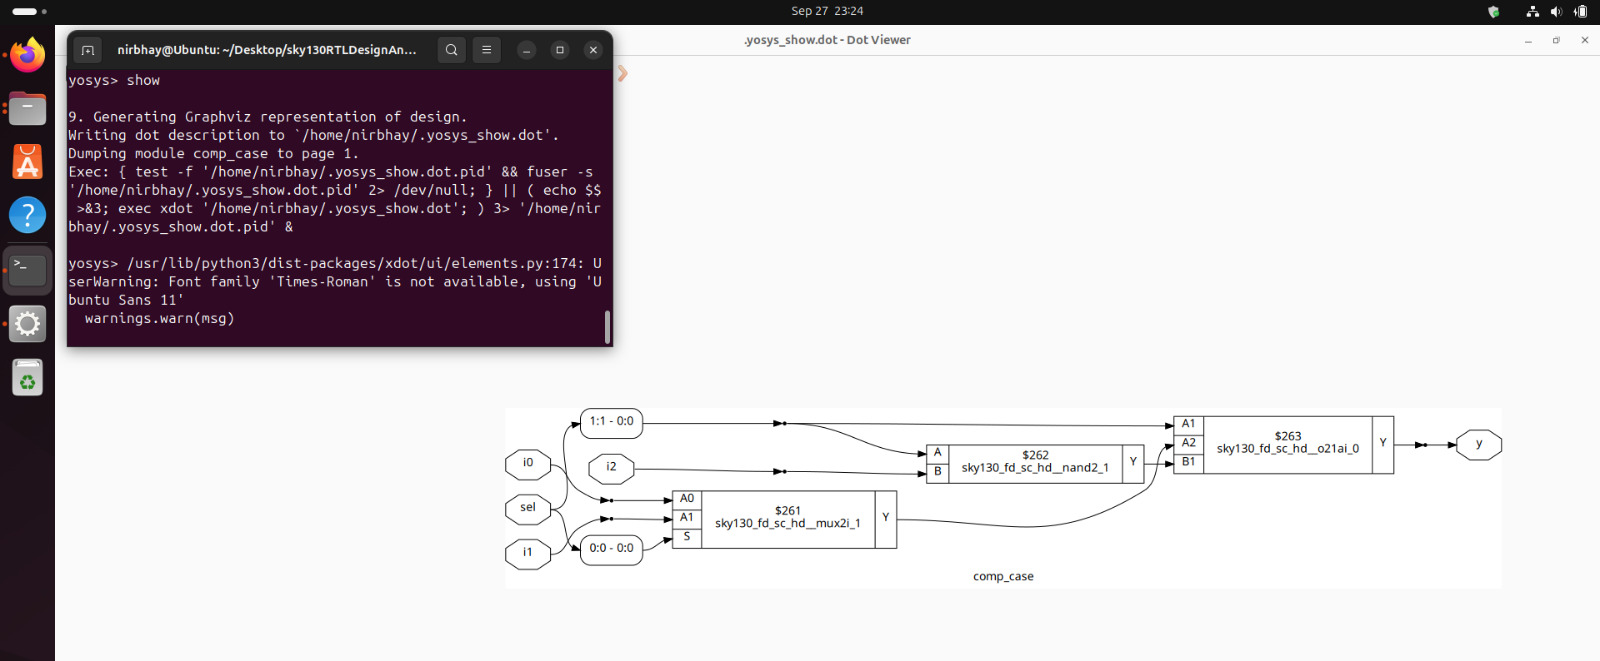 Sep 27 23:24
nirbhay@Ubuntu: ~/Desktop/sky130RTLDesignAn...
.yosys_show.dot - Dot Viewer
yosys> show
9. Generating Graphviz representation of design.
Writing dot description to `/home/nirbhay/.yosys_show.dot'.
Dumping module comp_case to page 1.
Exec: { test -f '/home/nirbhay/.yosys_show.dot.pid' && fuser -s
'/home/nirbhay/.yosys_show.dot.pid' 2> /dev/null; } || ( echo $$
>&3; exec xdot '/home/nirbhay/.yosys_show.dot'; ) 3> '/home/nir
bhay/.yosys_show.dot.pid' &
yosys> /usr/lib/python3/dist-packages/xdot/ui/elements.py:174: U
serWarning: Font family 'Times-Roman' is not available, using 'U
buntu Sans 11'
warnings.warn(msg)
1:1 - 0:0
i0
i2
sel
i1
0:0 - 0:0
A0
A1
S
$261
sky130_fd_sc_hd__mux2i_1
Y
A
B
$262
sky130_fd_sc_hd__nand2_1
Y
A1
A2
B1
$263
sky130_fd_sc_hd__o21ai_0
Y
y
comp_case